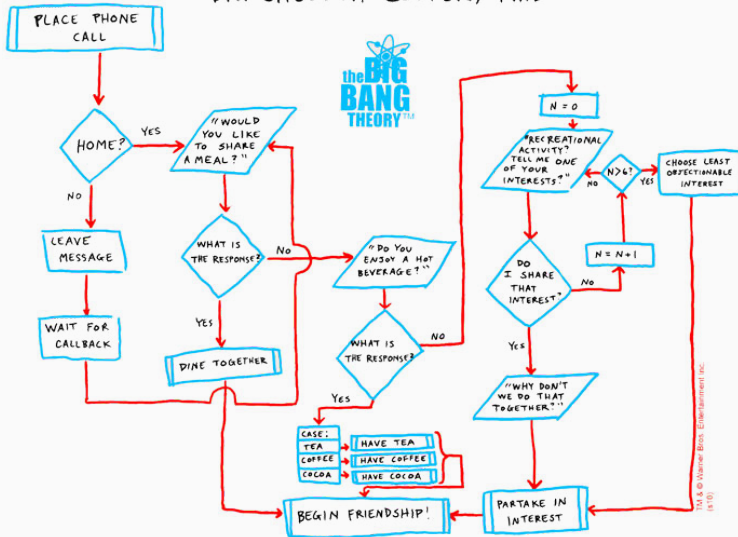 PLACE PHONE
CALL
HOME?
YES
NO
LEAVE
MESSAGE
WAIT FOR
CALLBACK
"WOULD
YOU LIKE
TO SHARE
A MEAL?"
WHAT IS
THE RESPONSE?
NO
YES
DINE TOGETHER
the BIG
BANG
THEORY™
"DO YOU
ENJOY A HOT
BEVERAGE?"
WHAT IS
THE RESPONSE?
NO
YES
CASE:
TEA
HAVE TEA
COFFEE
HAVE COFFEE
COCOA
HAVE COCOA
N = 0
"RECREATIONAL
ACTIVITY?
TELL ME ONE
OF YOUR
INTERESTS."
N>6?
NO
YES
CHOOSE LEAST
OBJECTIONABLE
INTEREST
N = N+1
DO
I SHARE
THAT
INTEREST?
NO
YES
"WHY DON'T
WE DO THAT
TOGETHER?"
PARTAKE IN
INTEREST
BEGIN FRIENDSHIP!
TM & © Warner Bros. Entertainment Inc.
(s10)